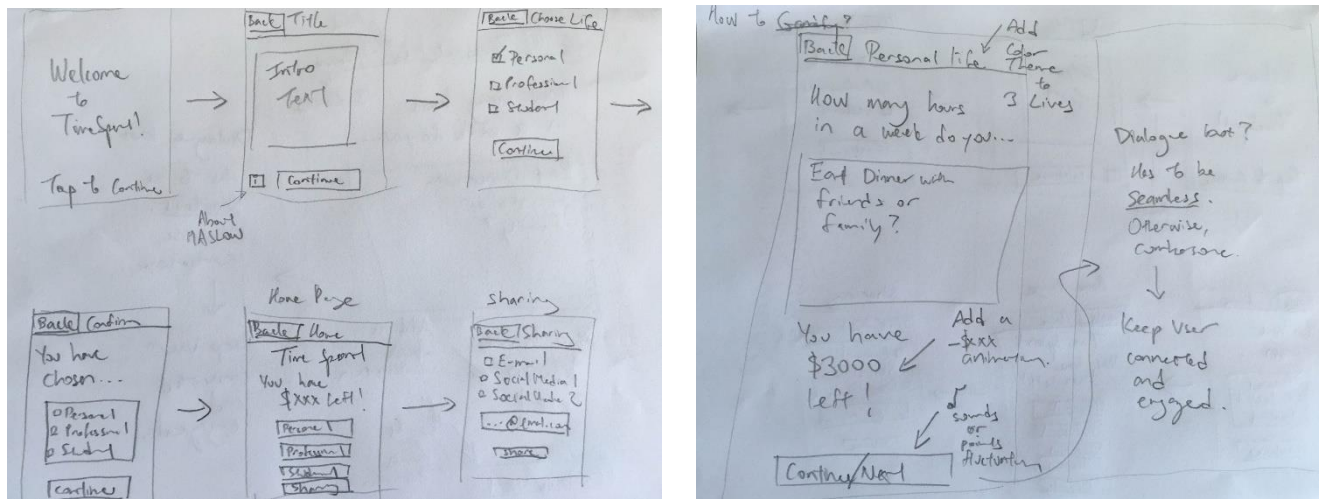 Welcome
to
TimeSpent!
Tap to Continue
Back Title
Intro
Text
i Continue
About
MASLOW
Back Choose Life
Personal
Professional
Student
Continue
Back Confirm
You have
chosen...
Personal
Professional
Student
Continue
Home Page
Back Home
Time Spent
You have
$xxx left!
Personal
Professional
Student
Sharing
Sharing
Back Sharing
E-mail
Social Media 1
Social Media 2
Share
How to Gamify?
Back Personal Life
Add
Color
Theme
to
3 Lives
How many hours
in a week do you...
Eat Dinner with
friends or
family?
You have
$3000
left!
Add a
-$xxx
animation.
sounds
or
points
fluctuation
Continue/Next
Dialogue box?
Has to be
Seamless.
Otherwise,
cumbersome.
Keep User
connected
and
engaged.